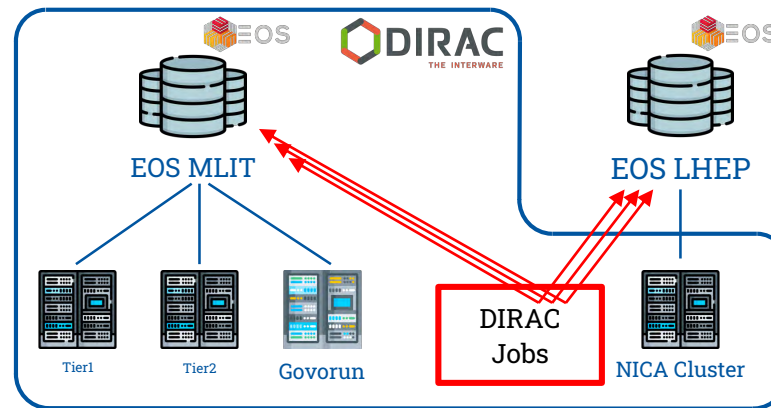 EOS
DIRAC
THE INTERWARE
EOS
EOS MLIT
EOS LHEP
DIRAC
Jobs
Tier1
Tier2
Govorun
NICA Cluster